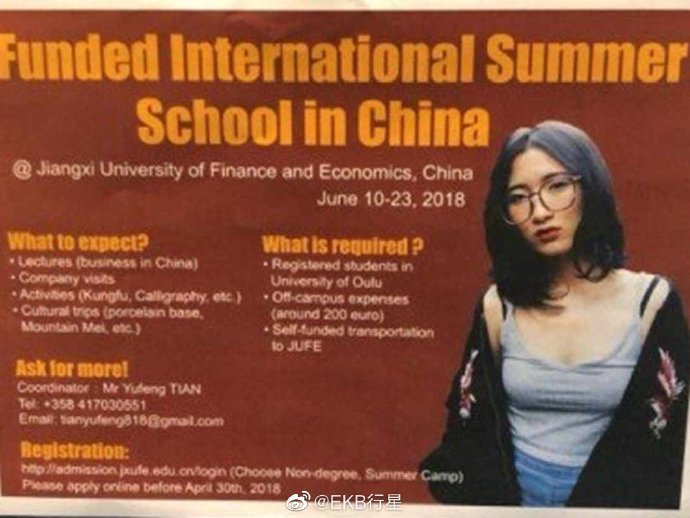 Funded International Summer
School in China
@ Jiangxi University of Finance and Economics, China
June 10-23, 2018
What to expect?
• Lectures (business in China)
• Company visits
• Activities (Kungfu, Calligraphy, etc.)
• Cultural trips (porcelain base,
Mountain Mei, etc.)
What is required ?
• Registered students in
University of Oulu
• Off-campus expenses
(around 200 euro)
• Self-funded transportation
to JUFE
Ask for more!
Coordinator : Mr Yufeng TIAN
Tel: +358 417030551
Email: tianyufeng818@gmail.com
Registration:
http://admission.jxufe.edu.cn/login (Choose Non-degree, Summer Camp)
Please apply online before April 30th, 2018
@EKB行星